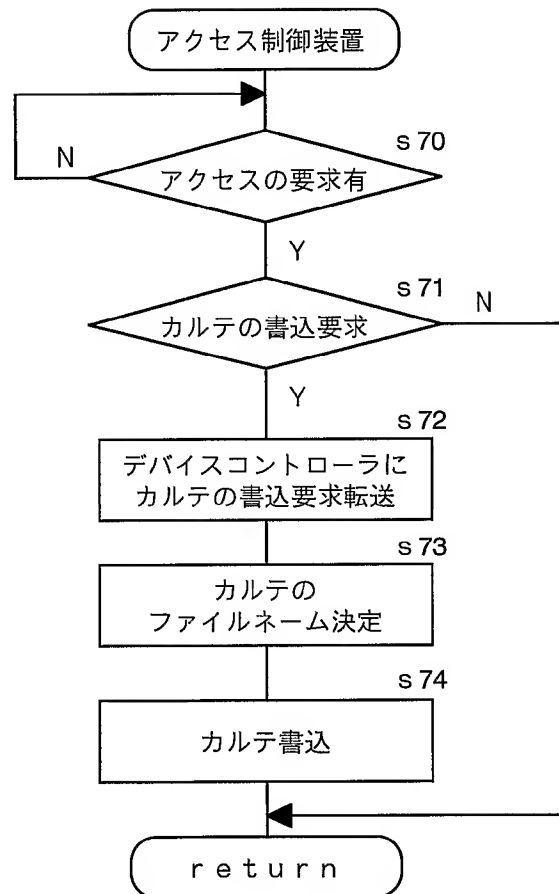 アクセス制御装置
s 70
N
アクセスの要求有
Y
s 71
N
カルテの書込要求
Y
s 72
デバイスコントローラに
カルテの書込要求転送
s 73
カルテの
ファイルネーム決定
s 74
カルテ書込
return